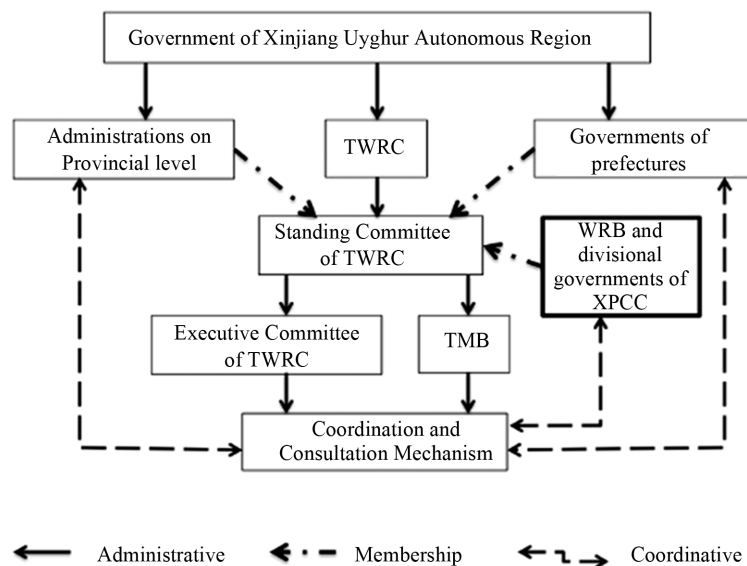 Government of Xinjiang Uyghur Autonomous Region
Administrations on
Provincial level
TWRC
Governments of
prefectures
Standing Committee
of TWRC
WRB and
divisional
governments of
XPCC
Executive Committee
of TWRC
TMB
Coordination and
Consultation Mechanism
Administrative
Membership
Coordinative